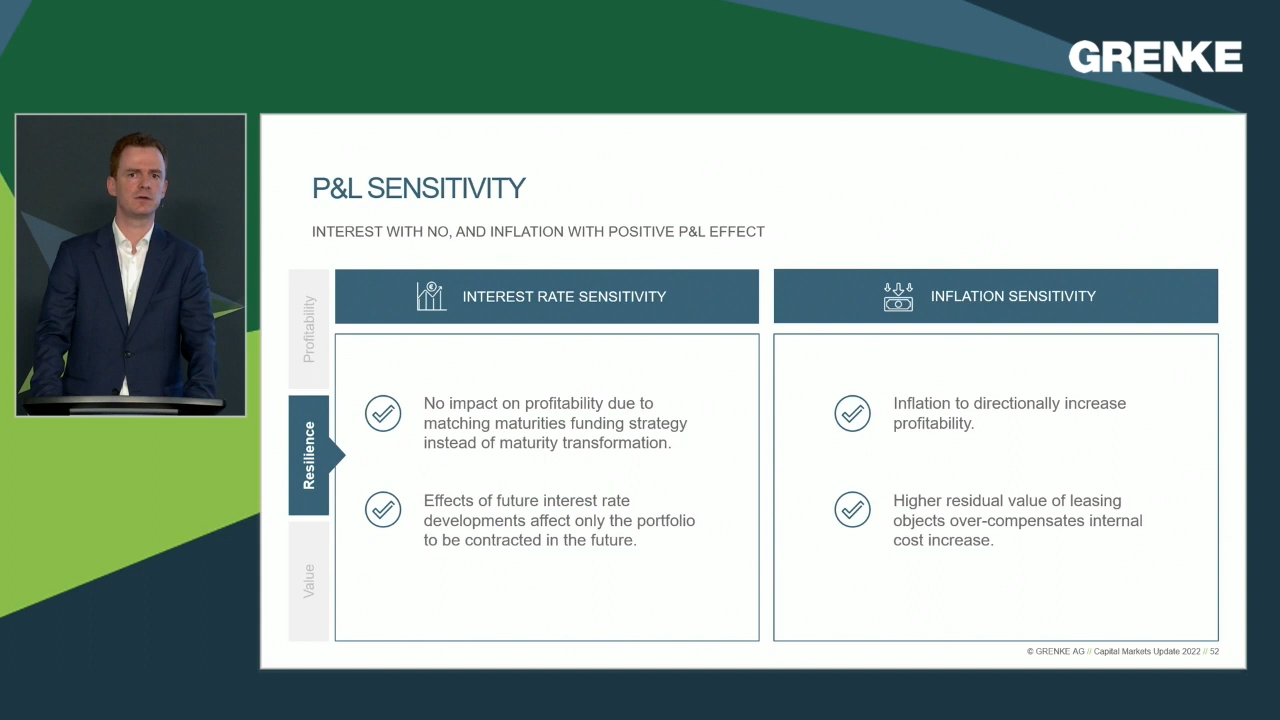 GRENKE
P&L SENSITIVITY
INTEREST WITH NO, AND INFLATION WITH POSITIVE P&L EFFECT
Profitability
Resilience
Value
INTEREST RATE SENSITIVITY
No impact on profitability due to
matching maturities funding strategy
instead of maturity transformation.
Effects of future interest rate
developments affect only the portfolio
to be contracted in the future.
INFLATION SENSITIVITY
Inflation to directionally increase
profitability.
Higher residual value of leasing
objects over-compensates internal
cost increase.
© GRENKE AG // Capital Markets Update 2022 // 52